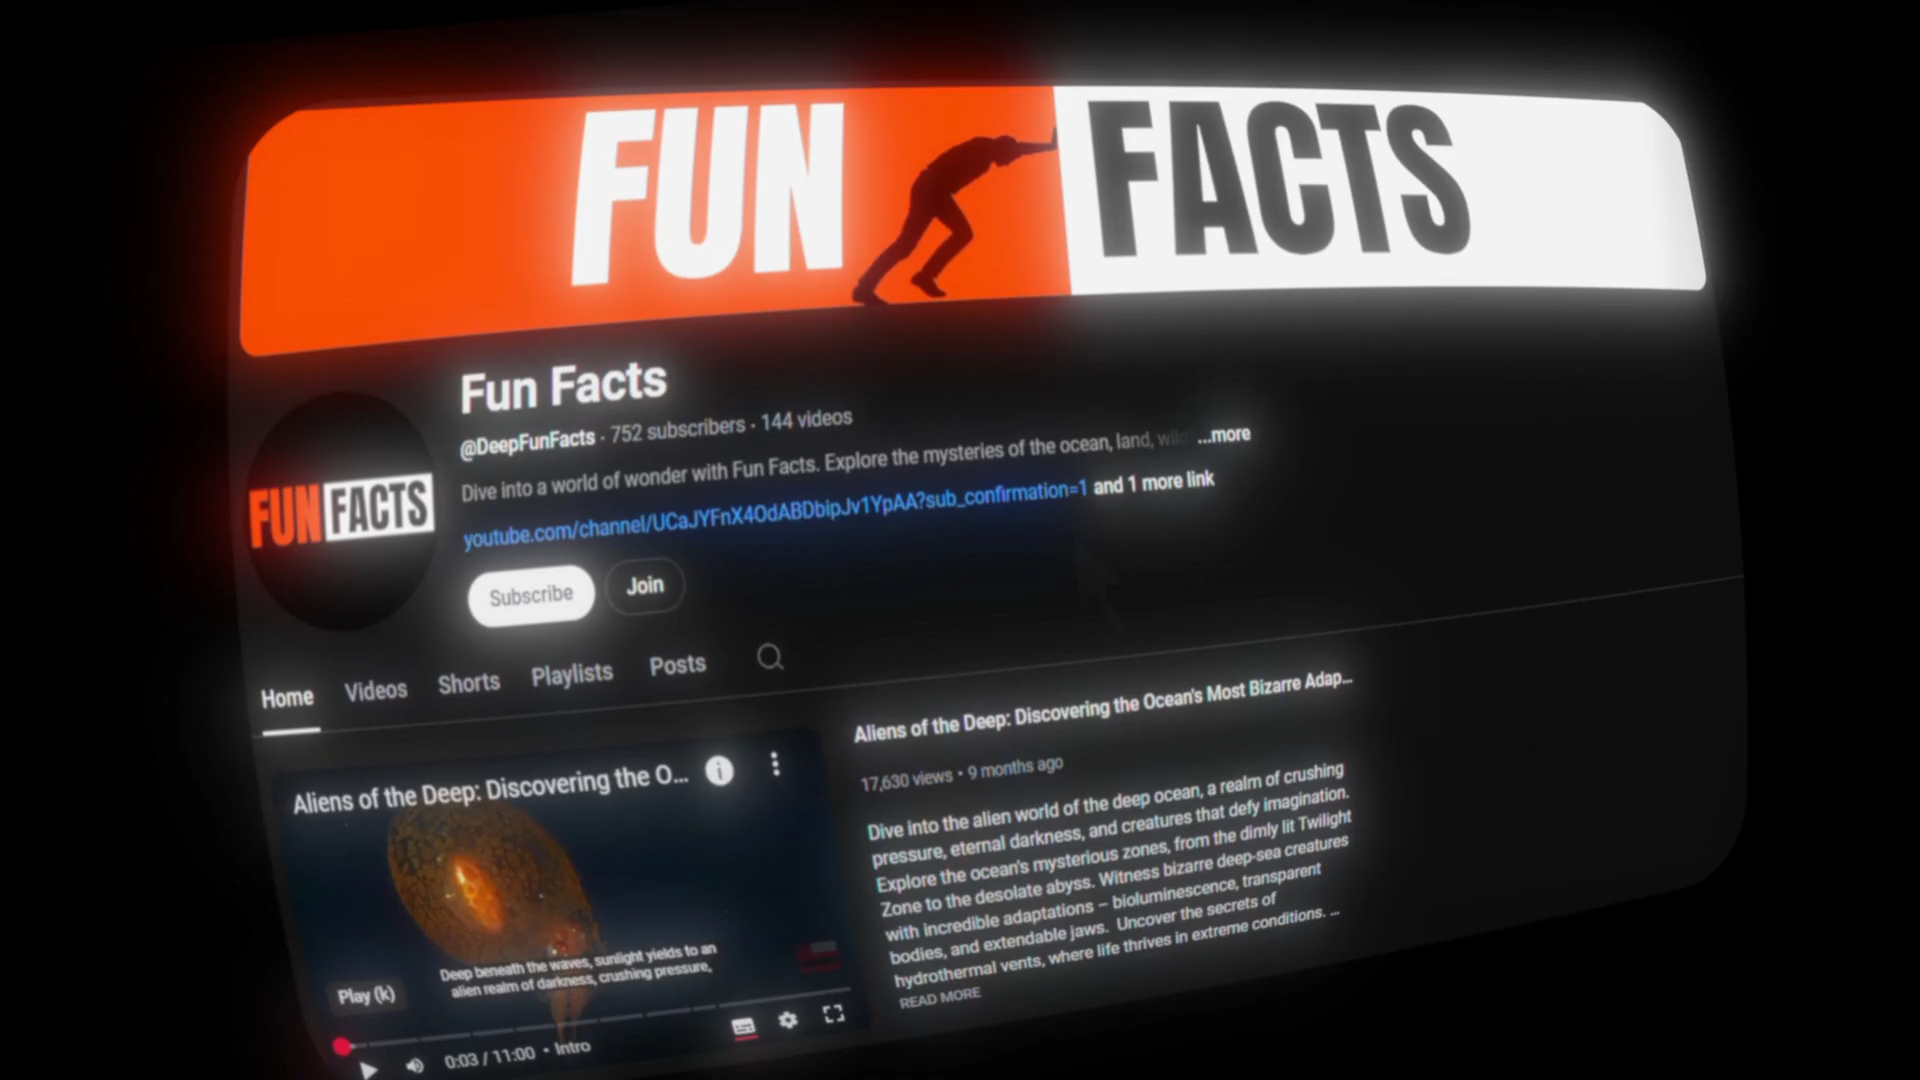 FUN FACTS
Fun Facts
@DeepFunFacts · 752 subscribers · 144 videos
Dive into a world of wonder with Fun Facts. Explore the mysteries of the ocean, land, wild ...more
youtube.com/channel/UCaJYFnX4OdABDbipJv1YpAA?sub_confirmation=1 and 1 more link
FUN FACTS
Subscribe Join
Home Videos Shorts Playlists Posts
Aliens of the Deep: Discovering the O...
Deep beneath the waves, sunlight yields to an
alien realm of darkness, crushing pressure,
Play (k)
0:03 / 11:00 • Intro
Aliens of the Deep: Discovering the Ocean's Most Bizarre Adap...
17,630 views • 9 months ago
Dive into the alien world of the deep ocean, a realm of crushing
pressure, eternal darkness, and creatures that defy imagination.
Explore the ocean's mysterious zones, from the dimly lit Twilight
Zone to the desolate abyss. Witness bizarre deep-sea creatures
with incredible adaptations – bioluminescence, transparent
bodies, and extendable jaws. Uncover the secrets of
hydrothermal vents, where life thrives in extreme conditions. ...
READ MORE